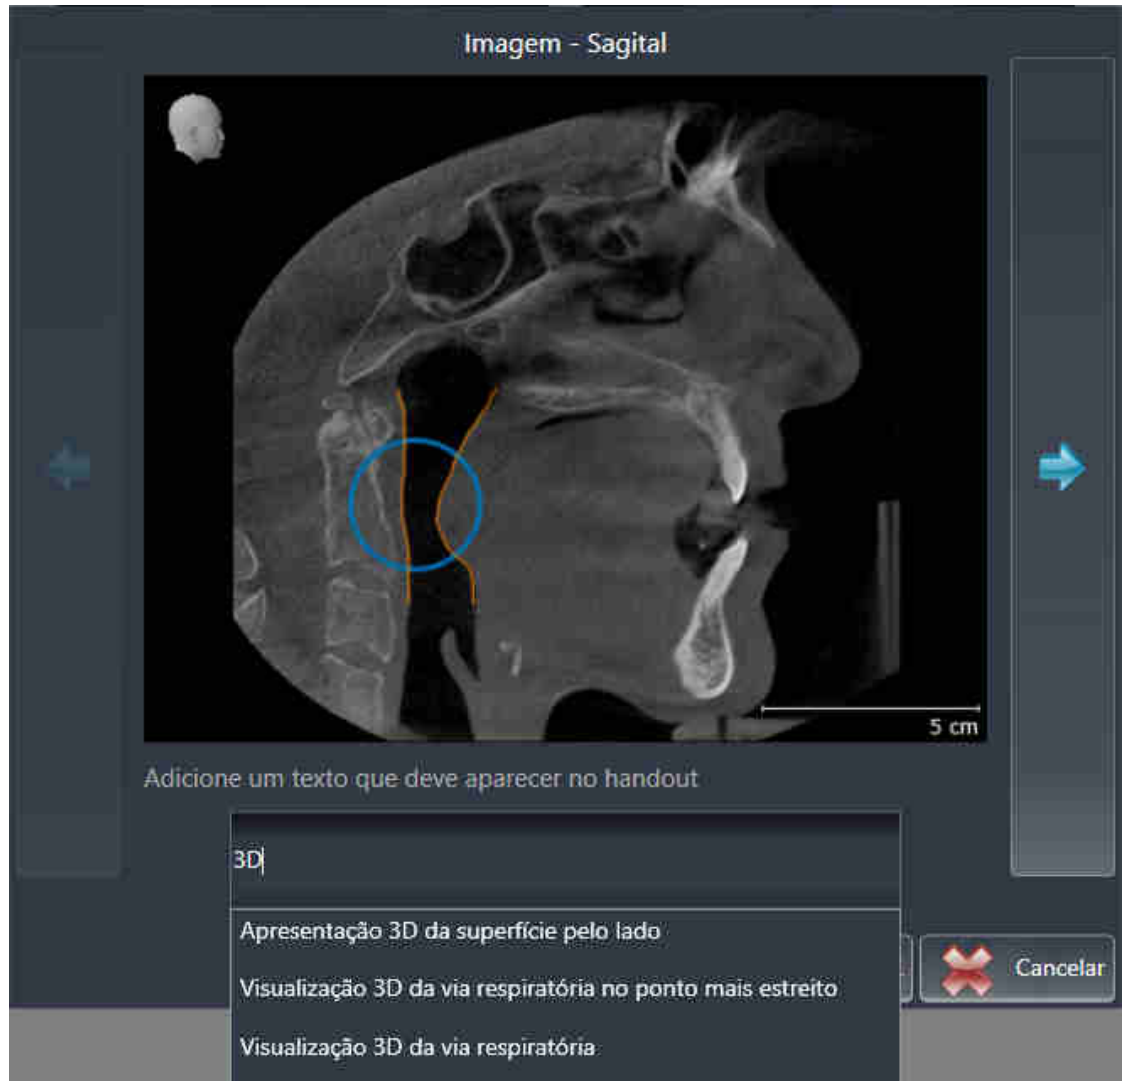 Imagem - Sagital
5 cm
Adicione um texto que deve aparecer no handout
3D
Apresentação 3D da superfície pelo lado
Visualização 3D da via respiratória no ponto mais estreito
Visualização 3D da via respiratória
Cancelar